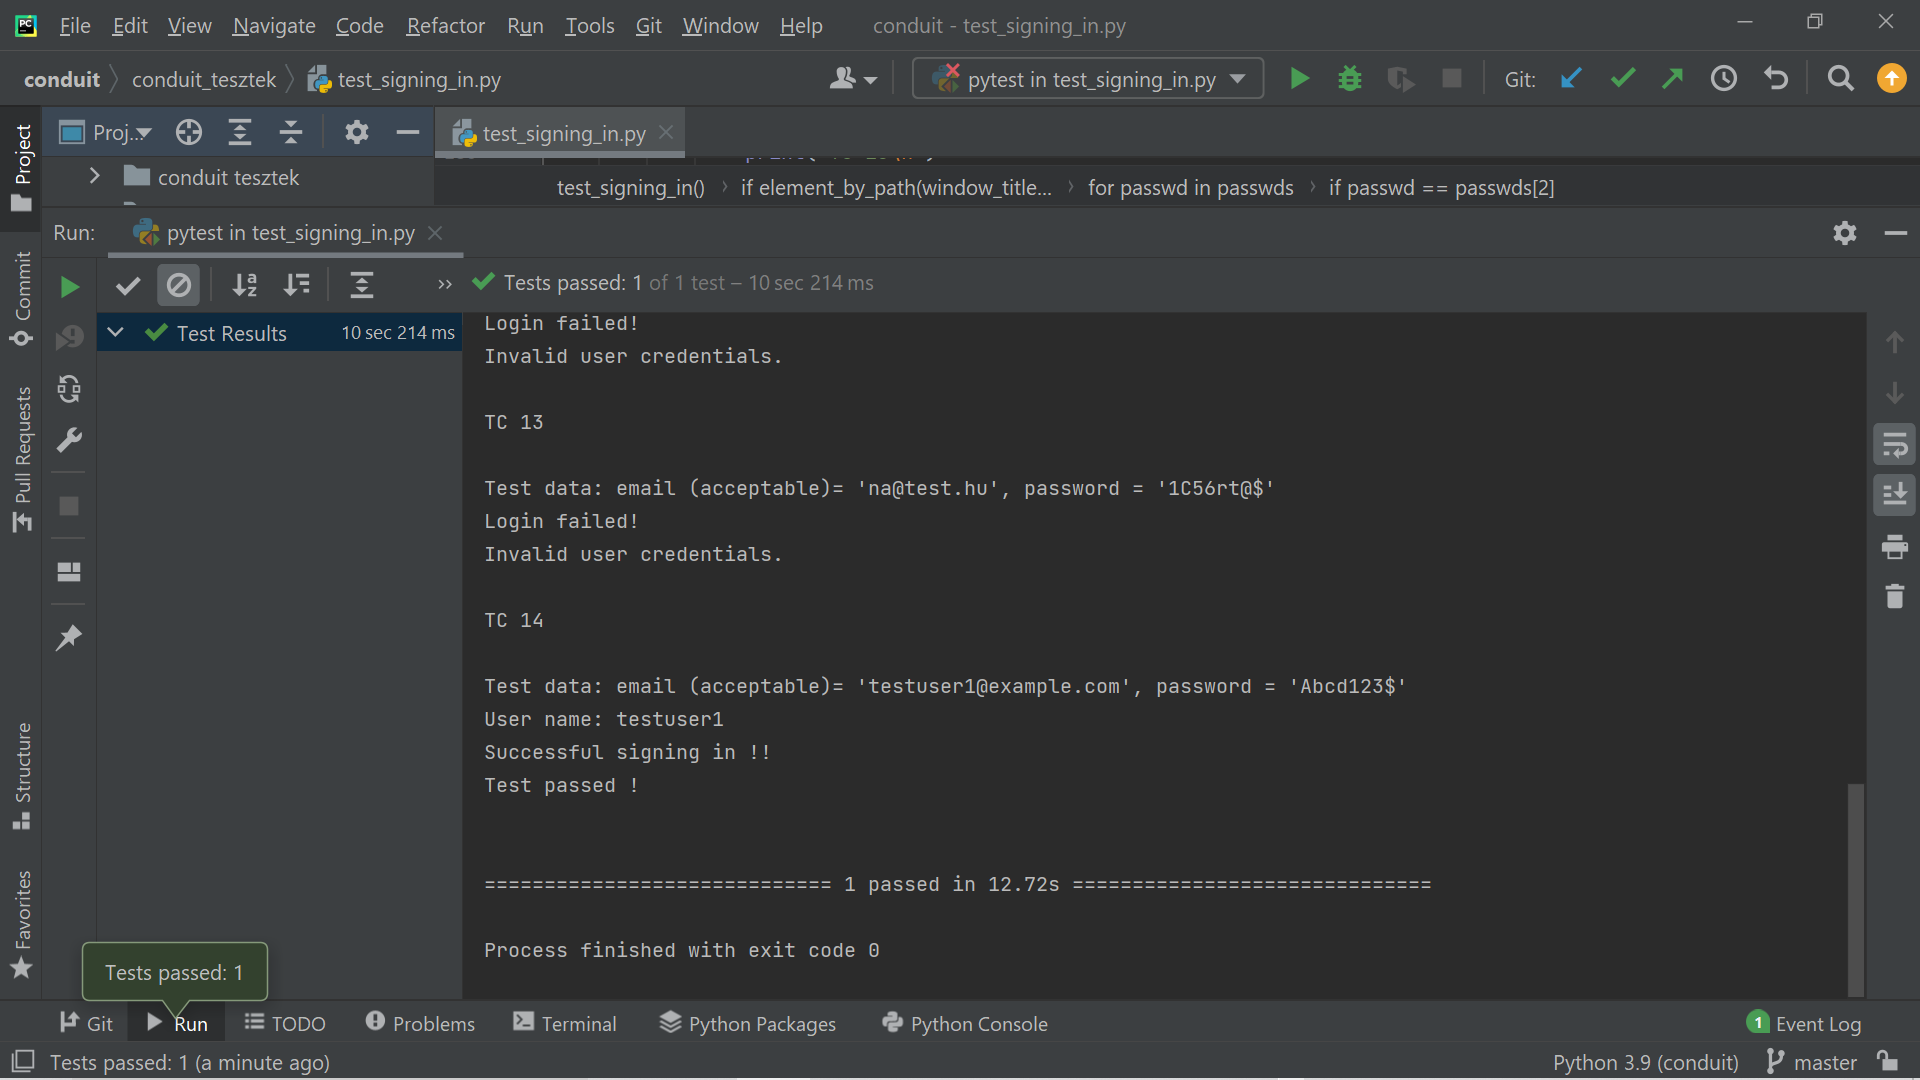 File Edit View Navigate Code Refactor Run Tools Git Window Help conduit - test_signing_in.py
conduit conduit_tesztek test_signing_in.py pytest in test_signing_in.py Git:
Proj... test_signing_in.py
conduit tesztek
test_signing_in() if element_by_path(window_title... for passwd in passwds if passwd == passwds[2]
Run: pytest in test_signing_in.py
Tests passed: 1 of 1 test – 10 sec 214 ms
Test Results 10 sec 214 ms
Login failed!
Invalid user credentials.
TC 13
Test data: email (acceptable)= 'na@test.hu', password = '1C56rt@$'
Login failed!
Invalid user credentials.
TC 14
Test data: email (acceptable)= 'testuser1@example.com', password = 'Abcd123$'
User name: testuser1
Successful signing in !!
Test passed !
============================= 1 passed in 12.72s ==============================
Process finished with exit code 0
Project
Commit
Pull Requests
Structure
Favorites
Tests passed: 1
Git Run TODO Problems Terminal Python Packages Python Console 1 Event Log
Tests passed: 1 (a minute ago) Python 3.9 (conduit) master